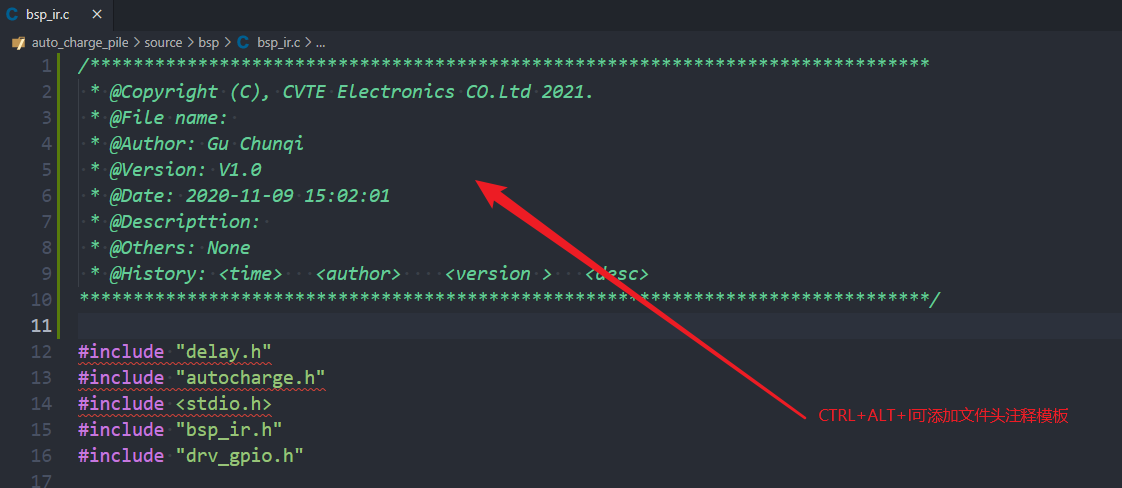 bsp_ir.c
auto_charge_pile > source > bsp > bsp_ir.c > ...
1 /******************************************************************************
2 * @Copyright (C), CVTE Electronics CO.Ltd 2021.
3 * @File name:
4 * @Author: Gu Chunqi
5 * @Version: V1.0
6 * @Date: 2020-11-09 15:02:01
7 * @Descripttion:
8 * @Others: None
9 * @History: <time>   <author>    <version >   <desc>
10 *******************************************************************************/
11
12 #include "delay.h"
13 #include "autocharge.h"
14 #include <stdio.h>
CTRL+ALT+I可添加文件头注释模板
15 #include "bsp_ir.h"
16 #include "drv_gpio.h"
17